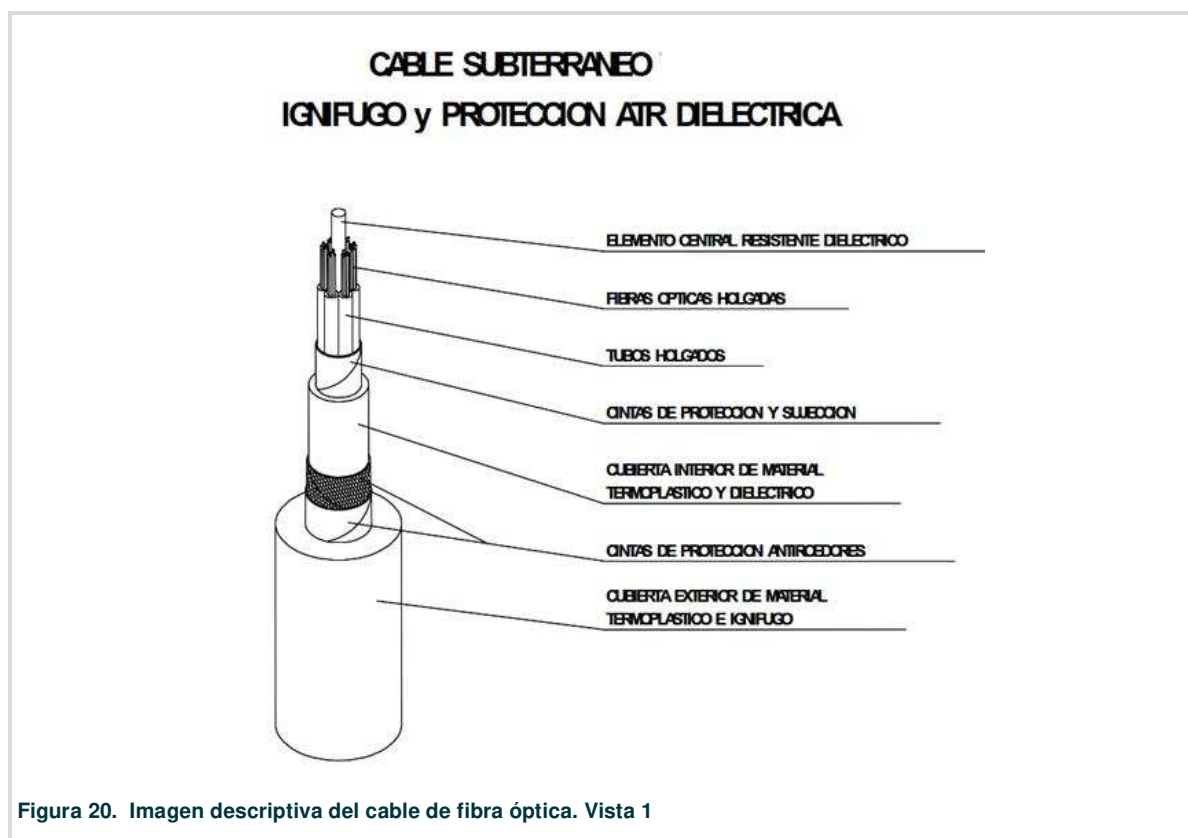 CABLE SUBTERRANEO
IGNIFUGO y PROTECCION ATR DIELECTRICA
ELEMENTO CENTRAL RESISTENTE DIELECTRICO
FIBRAS OPTICAS HOLGADAS
TUBOS HOLGADOS
CINTAS DE PROTECCION Y SUJECCION
CUBIERTA INTERIOR DE MATERIAL
TERMOPLASTICO Y DIELECTRICO
CINTAS DE PROTECCION ANTIROEDORES
CUBIERTA EXTERIOR DE MATERIAL
TERMOPLASTICO E IGNIFUGO
Figura 20. Imagen descriptiva del cable de fibra óptica. Vista 1